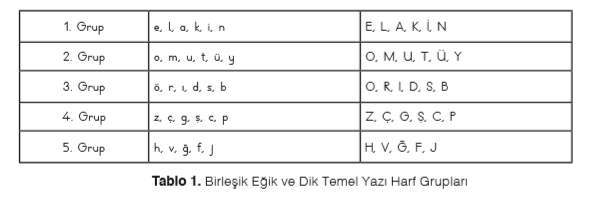 1. Grup e, l, a, k, i, n E, L, A, K, İ, N
2. Grup o, m, u, t, ü, y O, M, U, T, Ü, Y
3. Grup ö, r, ı, d, s, b O, R, I, D, S, B
4. Grup z, ç, g, ş, c, p Z, Ç, G, Ş, C, P
5. Grup h, v, ğ, f, j H, V, Ğ, F, J
Tablo 1. Birleşik Eğik ve Dik Temel Yazı Harf Grupları